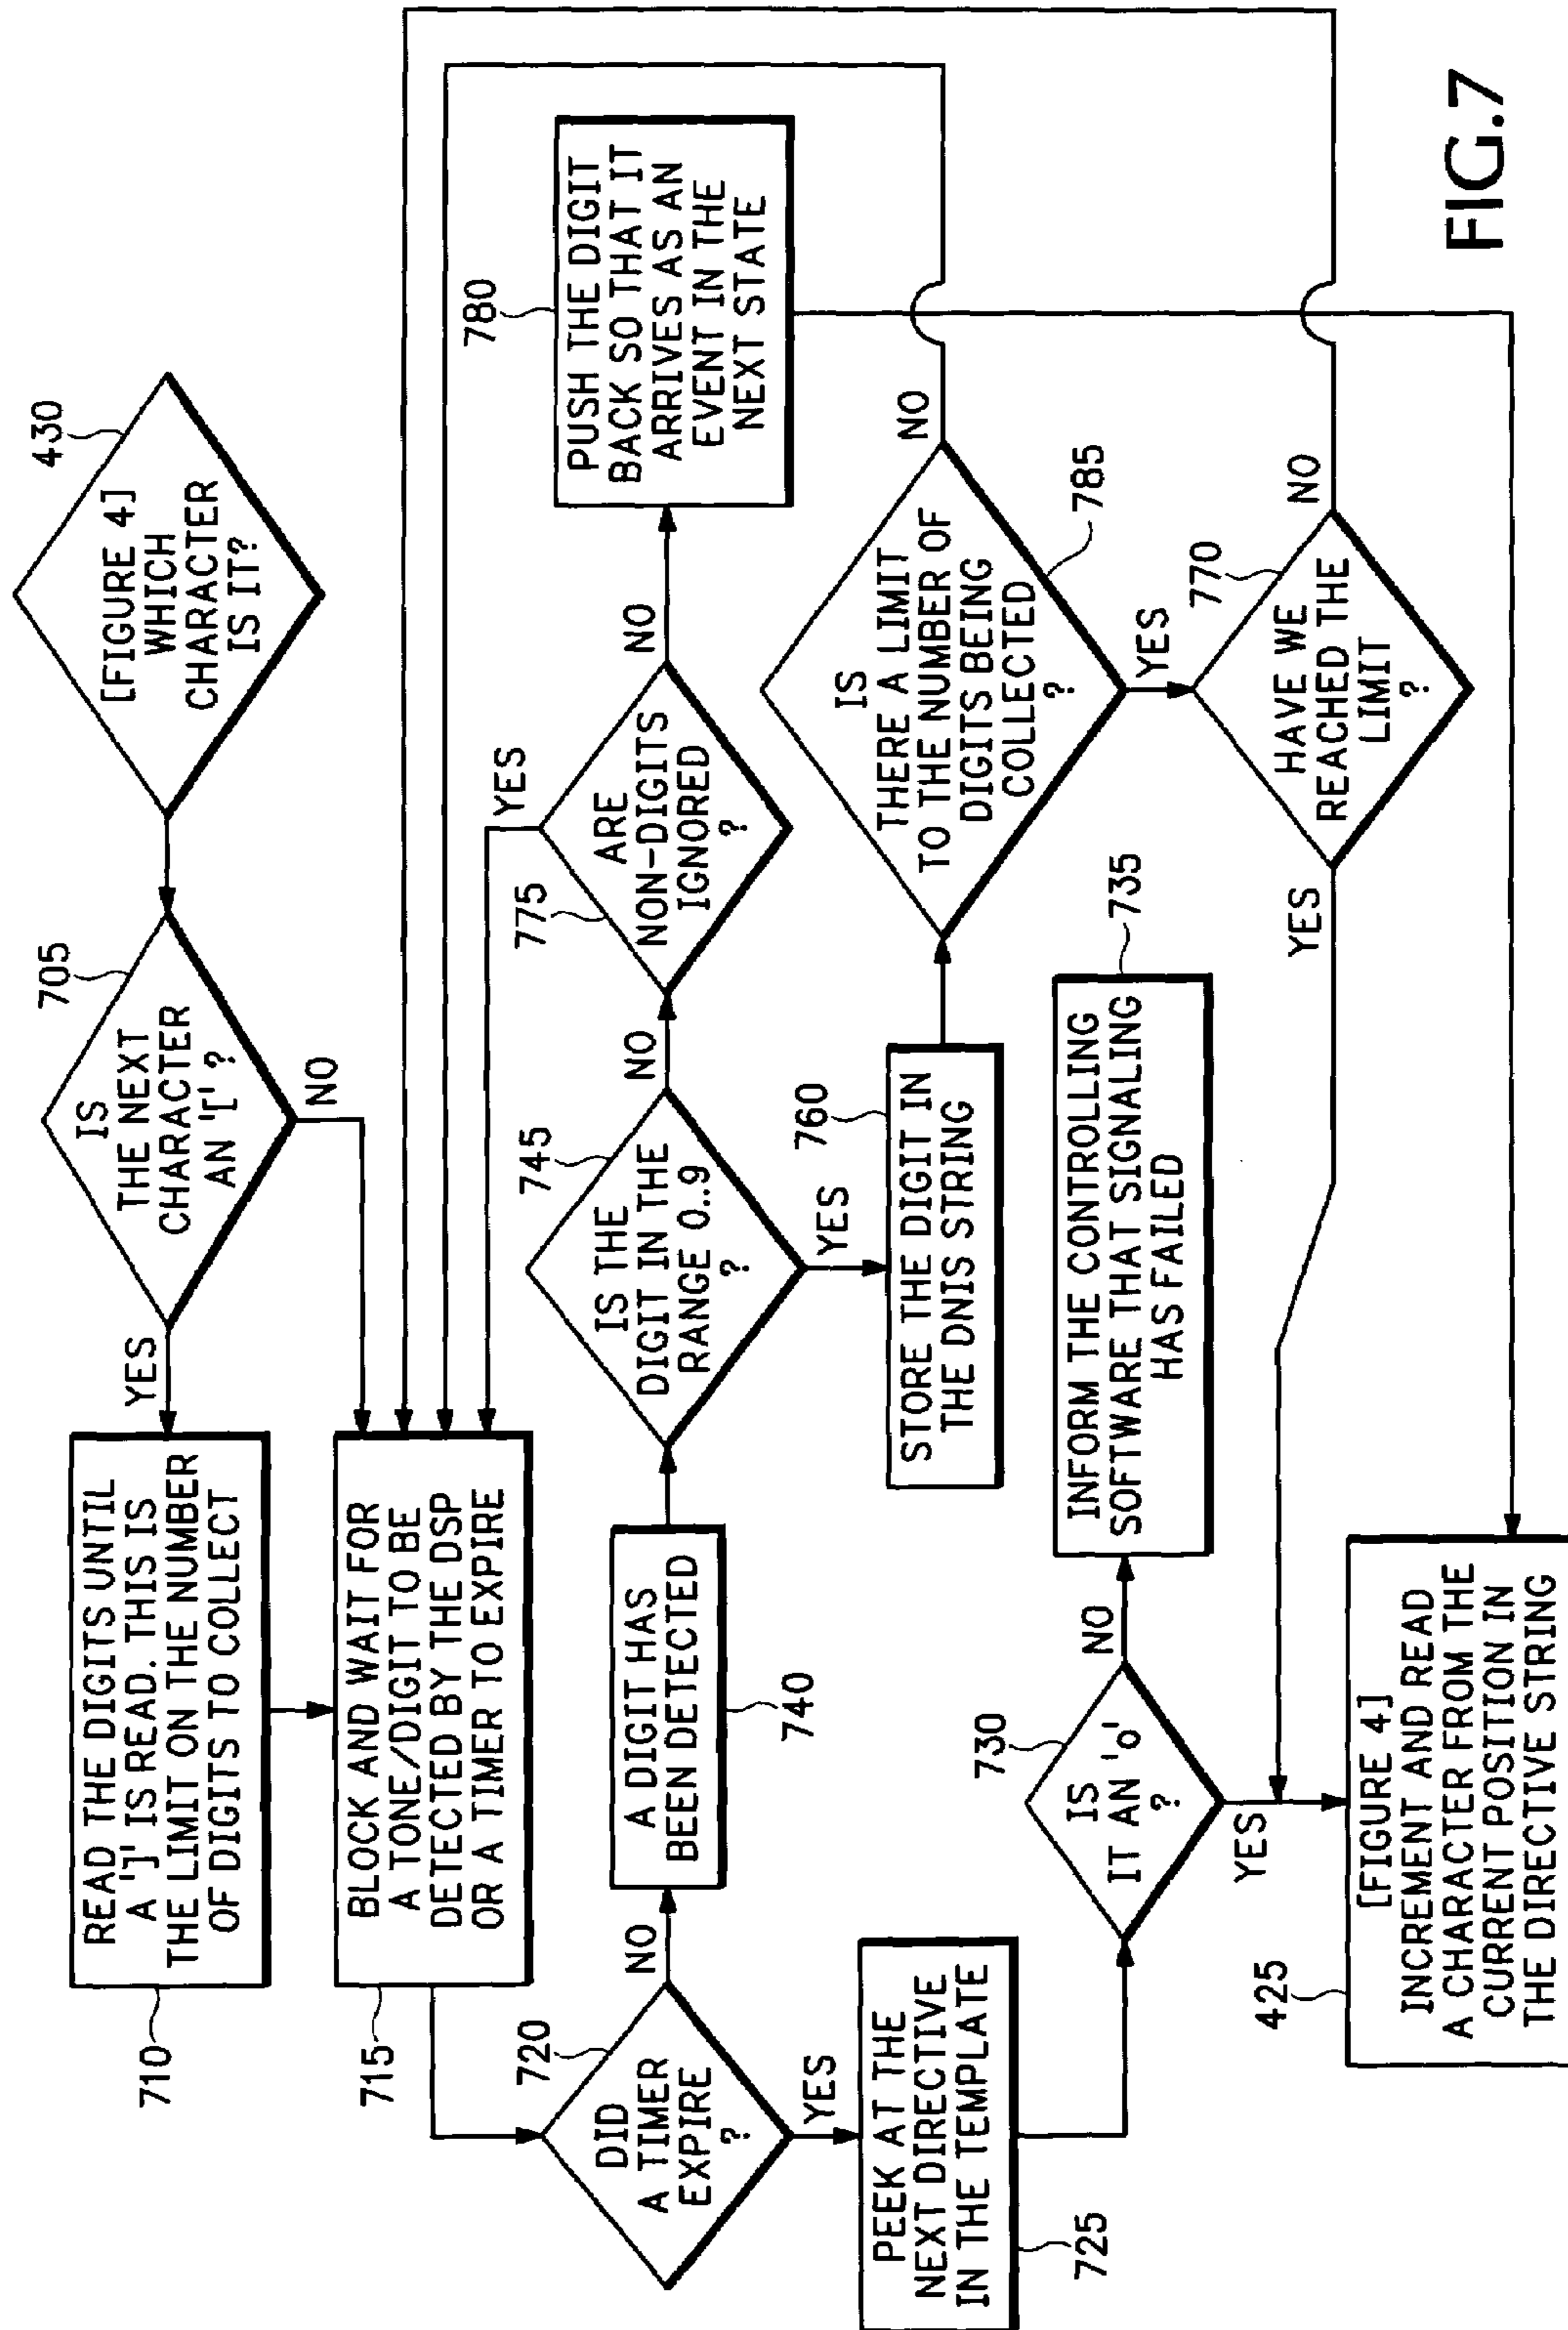 [FIGURE 4]
WHICH
CHARACTER
IS IT?
430
IS
THE NEXT
CHARACTER
AN '[' ?
705
YES
NO
READ THE DIGITS UNTIL
A ']' IS READ. THIS IS
THE LIMIT ON THE NUMBER
OF DIGITS TO COLLECT
710
BLOCK AND WAIT FOR
A TONE/DIGIT TO BE
DETECTED BY THE DSP
OR A TIMER TO EXPIRE
715
DID
A TIMER
EXPIRE
?
720
NO
YES
A DIGIT HAS
BEEN DETECTED
740
IS THE
DIGIT IN THE
RANGE 0..9
?
745
NO
YES
ARE
NON-DIGITS
IGNORED
?
775
YES
NO
PUSH THE DIGIT
BACK SO THAT IT
ARRIVES AS AN
EVENT IN THE
NEXT STATE
780
STORE THE DIGIT IN
THE DNIS STRING
760
IS
THERE A LIMIT
TO THE NUMBER OF
DIGITS BEING
COLLECTED
?
785
NO
YES
HAVE WE
REACHED THE
LIMIT
?
770
NO
YES
PEEK AT THE
NEXT DIRECTIVE
IN THE TEMPLATE
725
IS
IT AN 'o'
?
730
NO
YES
INFORM THE CONTROLLING
SOFTWARE THAT SIGNALING
HAS FAILED
735
[FIGURE 4]
INCREMENT AND READ
A CHARACTER FROM THE
CURRENT POSITION IN
THE DIRECTIVE STRING
425
FIG.7